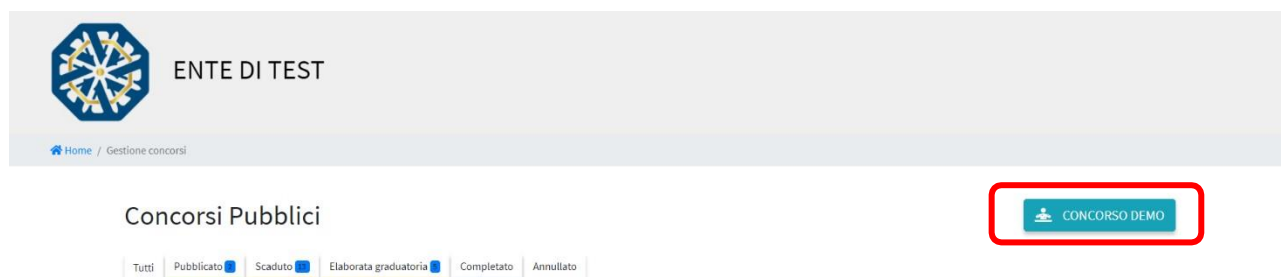 ENTE DI TEST
Home / Gestione concorsi
Concorsi Pubblici
CONCORSO DEMO
Tutti Pubblicato Scaduto Elaborata graduatoria Completato Annullato